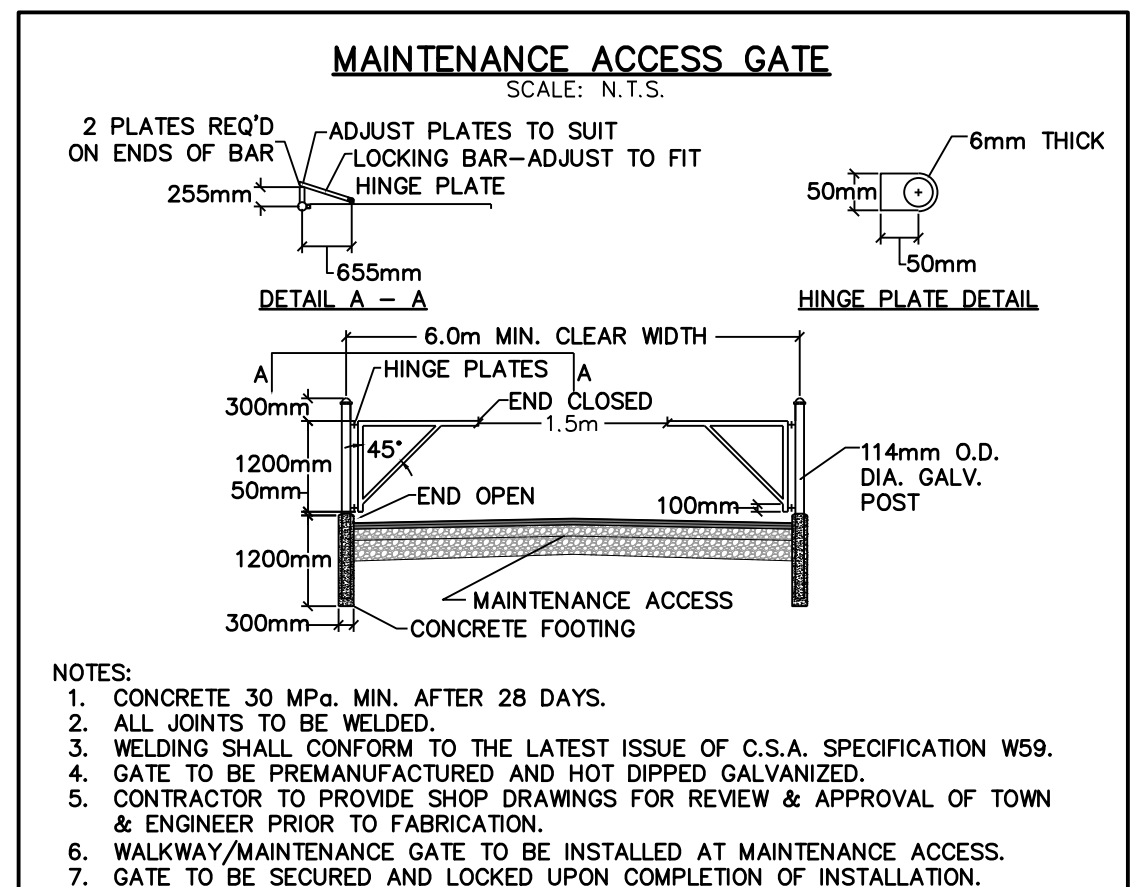 MAINTENANCE ACCESS GATE
SCALE: N.T.S.
2 PLATES REQ'D
ON ENDS OF BAR
ADJUST PLATES TO SUIT
LOCKING BAR-ADJUST TO FIT
HINGE PLATE
255mm
655mm
DETAIL A - A
6mm THICK
50mm
50mm
HINGE PLATE DETAIL
6.0m MIN. CLEAR WIDTH
A
A
HINGE PLATES
300mm
END CLOSED
1.5m
45°
1200mm
50mm
END OPEN
100mm
114mm O.D.
DIA. GALV.
POST
1200mm
MAINTENANCE ACCESS
300mm
CONCRETE FOOTING
NOTES:
1. CONCRETE 30 MPa. MIN. AFTER 28 DAYS.
2. ALL JOINTS TO BE WELDED.
3. WELDING SHALL CONFORM TO THE LATEST ISSUE OF C.S.A. SPECIFICATION W59.
4. GATE TO BE PREMANUFACTURED AND HOT DIPPED GALVANIZED.
5. CONTRACTOR TO PROVIDE SHOP DRAWINGS FOR REVIEW & APPROVAL OF TOWN
& ENGINEER PRIOR TO FABRICATION.
6. WALKWAY/MAINTENANCE GATE TO BE INSTALLED AT MAINTENANCE ACCESS.
7. GATE TO BE SECURED AND LOCKED UPON COMPLETION OF INSTALLATION.